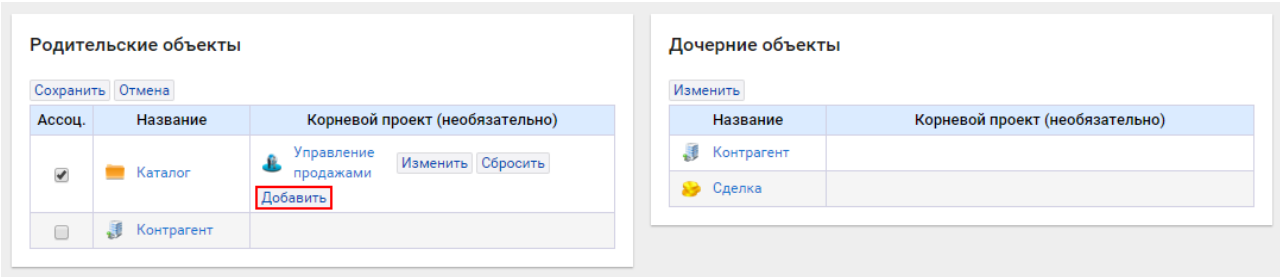 Родительские объекты
Сохранить Отмена
Ассоц. Название Корневой проект (необязательно)
Каталог
Управление
продажами
Изменить Сбросить
Добавить
Контрагент
Дочерние объекты
Изменить
Название Корневой проект (необязательно)
Контрагент
Сделка